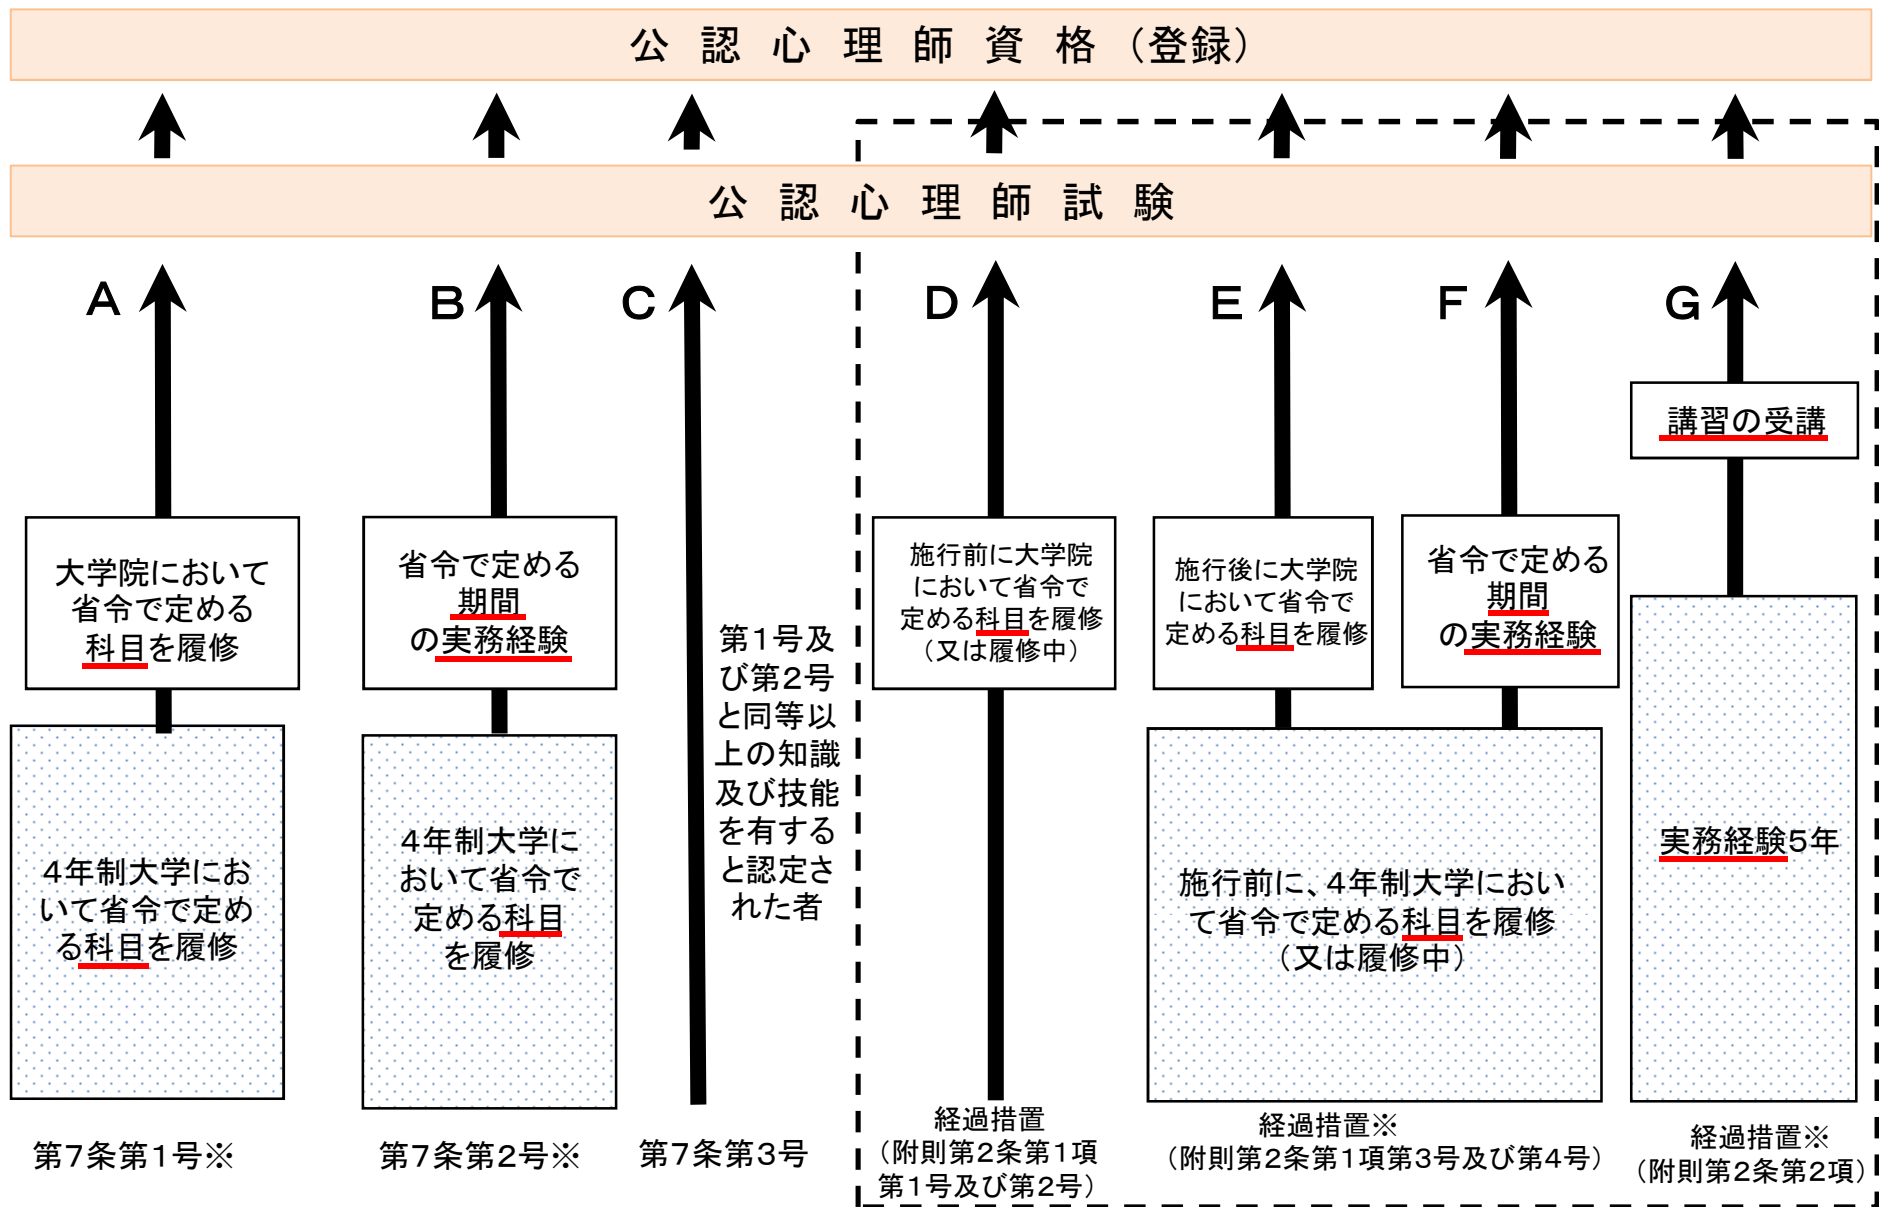 公認心理師資格（登録）
公認心理師試験
A
B
C
D
E
F
G
講習の受講
大学院において
省令で定める
科目を履修
省令で定める
期間
の実務経験
第１号及
び第２号
と同等以
上の知識
及び技能
を有する
と認定さ
れた者
施行前に大学院
において省令で
定める科目を履修
（又は履修中）
施行後に大学院
において省令で
定める科目を履修
省令で定める
期間
の実務経験
4年制大学にお
いて省令で定め
る科目を履修
4年制大学に
おいて省令で
定める科目
を履修
施行前に、4年制大学におい
て省令で定める科目を履修
（又は履修中）
実務経験5年
第７条第１号※
第７条第２号※
第７条第３号
経過措置
（附則第２条第１項
第１号及び第２号）
経過措置※
（附則第２条第１項第３号及び第４号）
経過措置※
（附則第２条第２項）